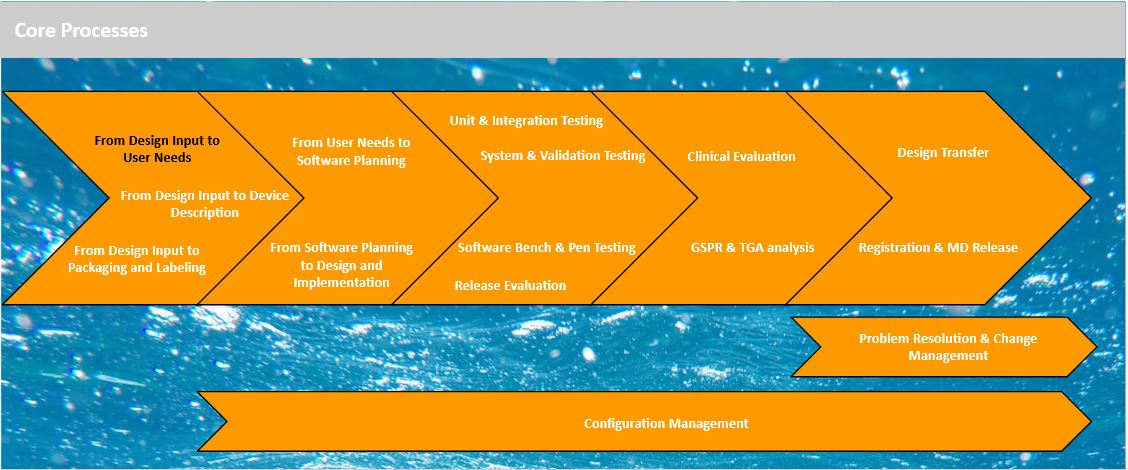 Core Processes
From Design Input to
User Needs
From Design Input to Device
Description
From Design Input to
Packaging and Labeling
From User Needs to
Software Planning
From Software Planning
to Design and
Implementation
Unit & Integration Testing
System & Validation Testing
Software Bench & Pen Testing
Release Evaluation
Clinical Evaluation
GSPR & TGA analysis
Design Transfer
Registration & MD Release
Problem Resolution & Change
Management
Configuration Management